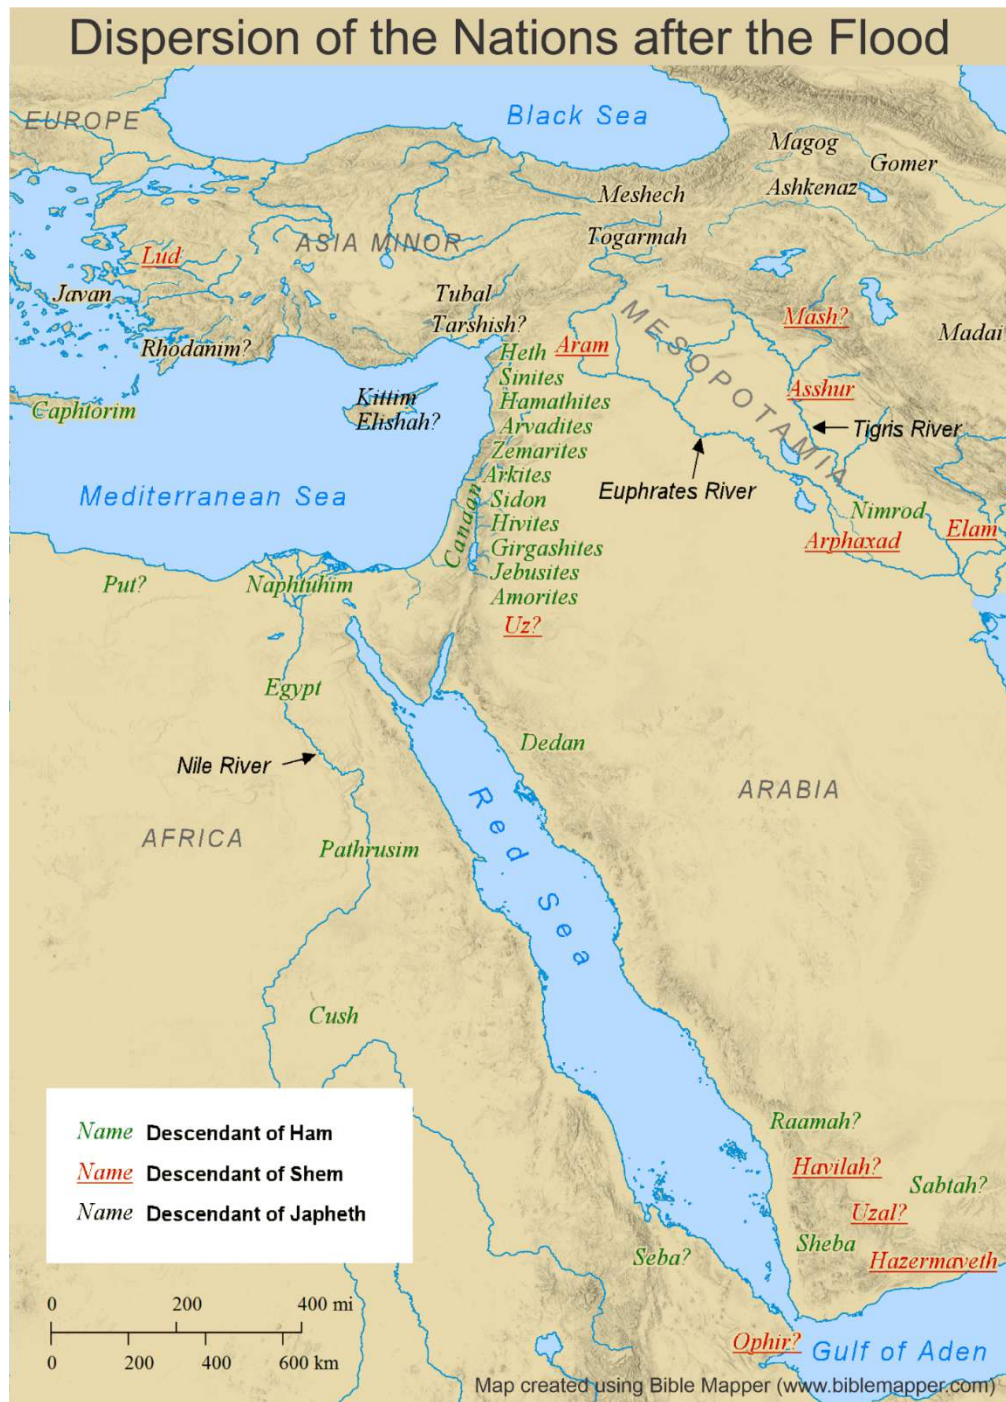 Dispersion of the Nations after the Flood
Black Sea
EUROPE
Magog
Gomer
Meshech
Ashkenaz
ASIA MINOR
Togarmah
Lud
Javan
Tubal
Tarshish?
MESOPOTAMIA
Mash?
Madai
Rhodanim?
Heth
Aram
Sinites
Kittim
Elishah?
Hamathites
Asshur
Caphtorim
Arvadites
Tigris River
Zemarites
Mediterranean Sea
Arkites
Euphrates River
Canaan
Sidon
Nimrod
Hivites
Elam
Girgashites
Arphaxad
Put?
Naphtuhim
Jebusites
Amorites
Uz?
Egypt
Dedan
Nile River
ARABIA
Red Sea
AFRICA
Pathrusim
Cush
Name Descendant of Ham
Name Descendant of Shem
Name Descendant of Japheth
Raamah?
Havilah?
Sabtah?
Uzal?
Sheba
Seba?
Hazermaveth
0 200 400 mi
0 200 400 600 km
Ophir?
Gulf of Aden
Map created using Bible Mapper (www.biblemapper.com)